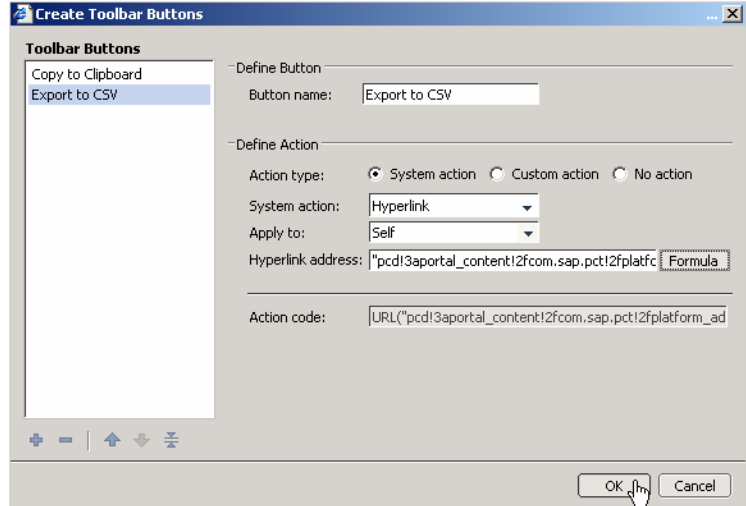 Create Toolbar Buttons
...
Toolbar Buttons
Copy to Clipboard
Export to CSV
Define Button
Button name: Export to CSV
Define Action
Action type: System action Custom action No action
System action: Hyperlink
Apply to: Self
Hyperlink address: "pcd!3aportal_content!2fcom.sap.pct!2fplatfc Formula
Action code: URL("pcd!3aportal_content!2fcom.sap.pct!2fplatform_ad
OK Cancel